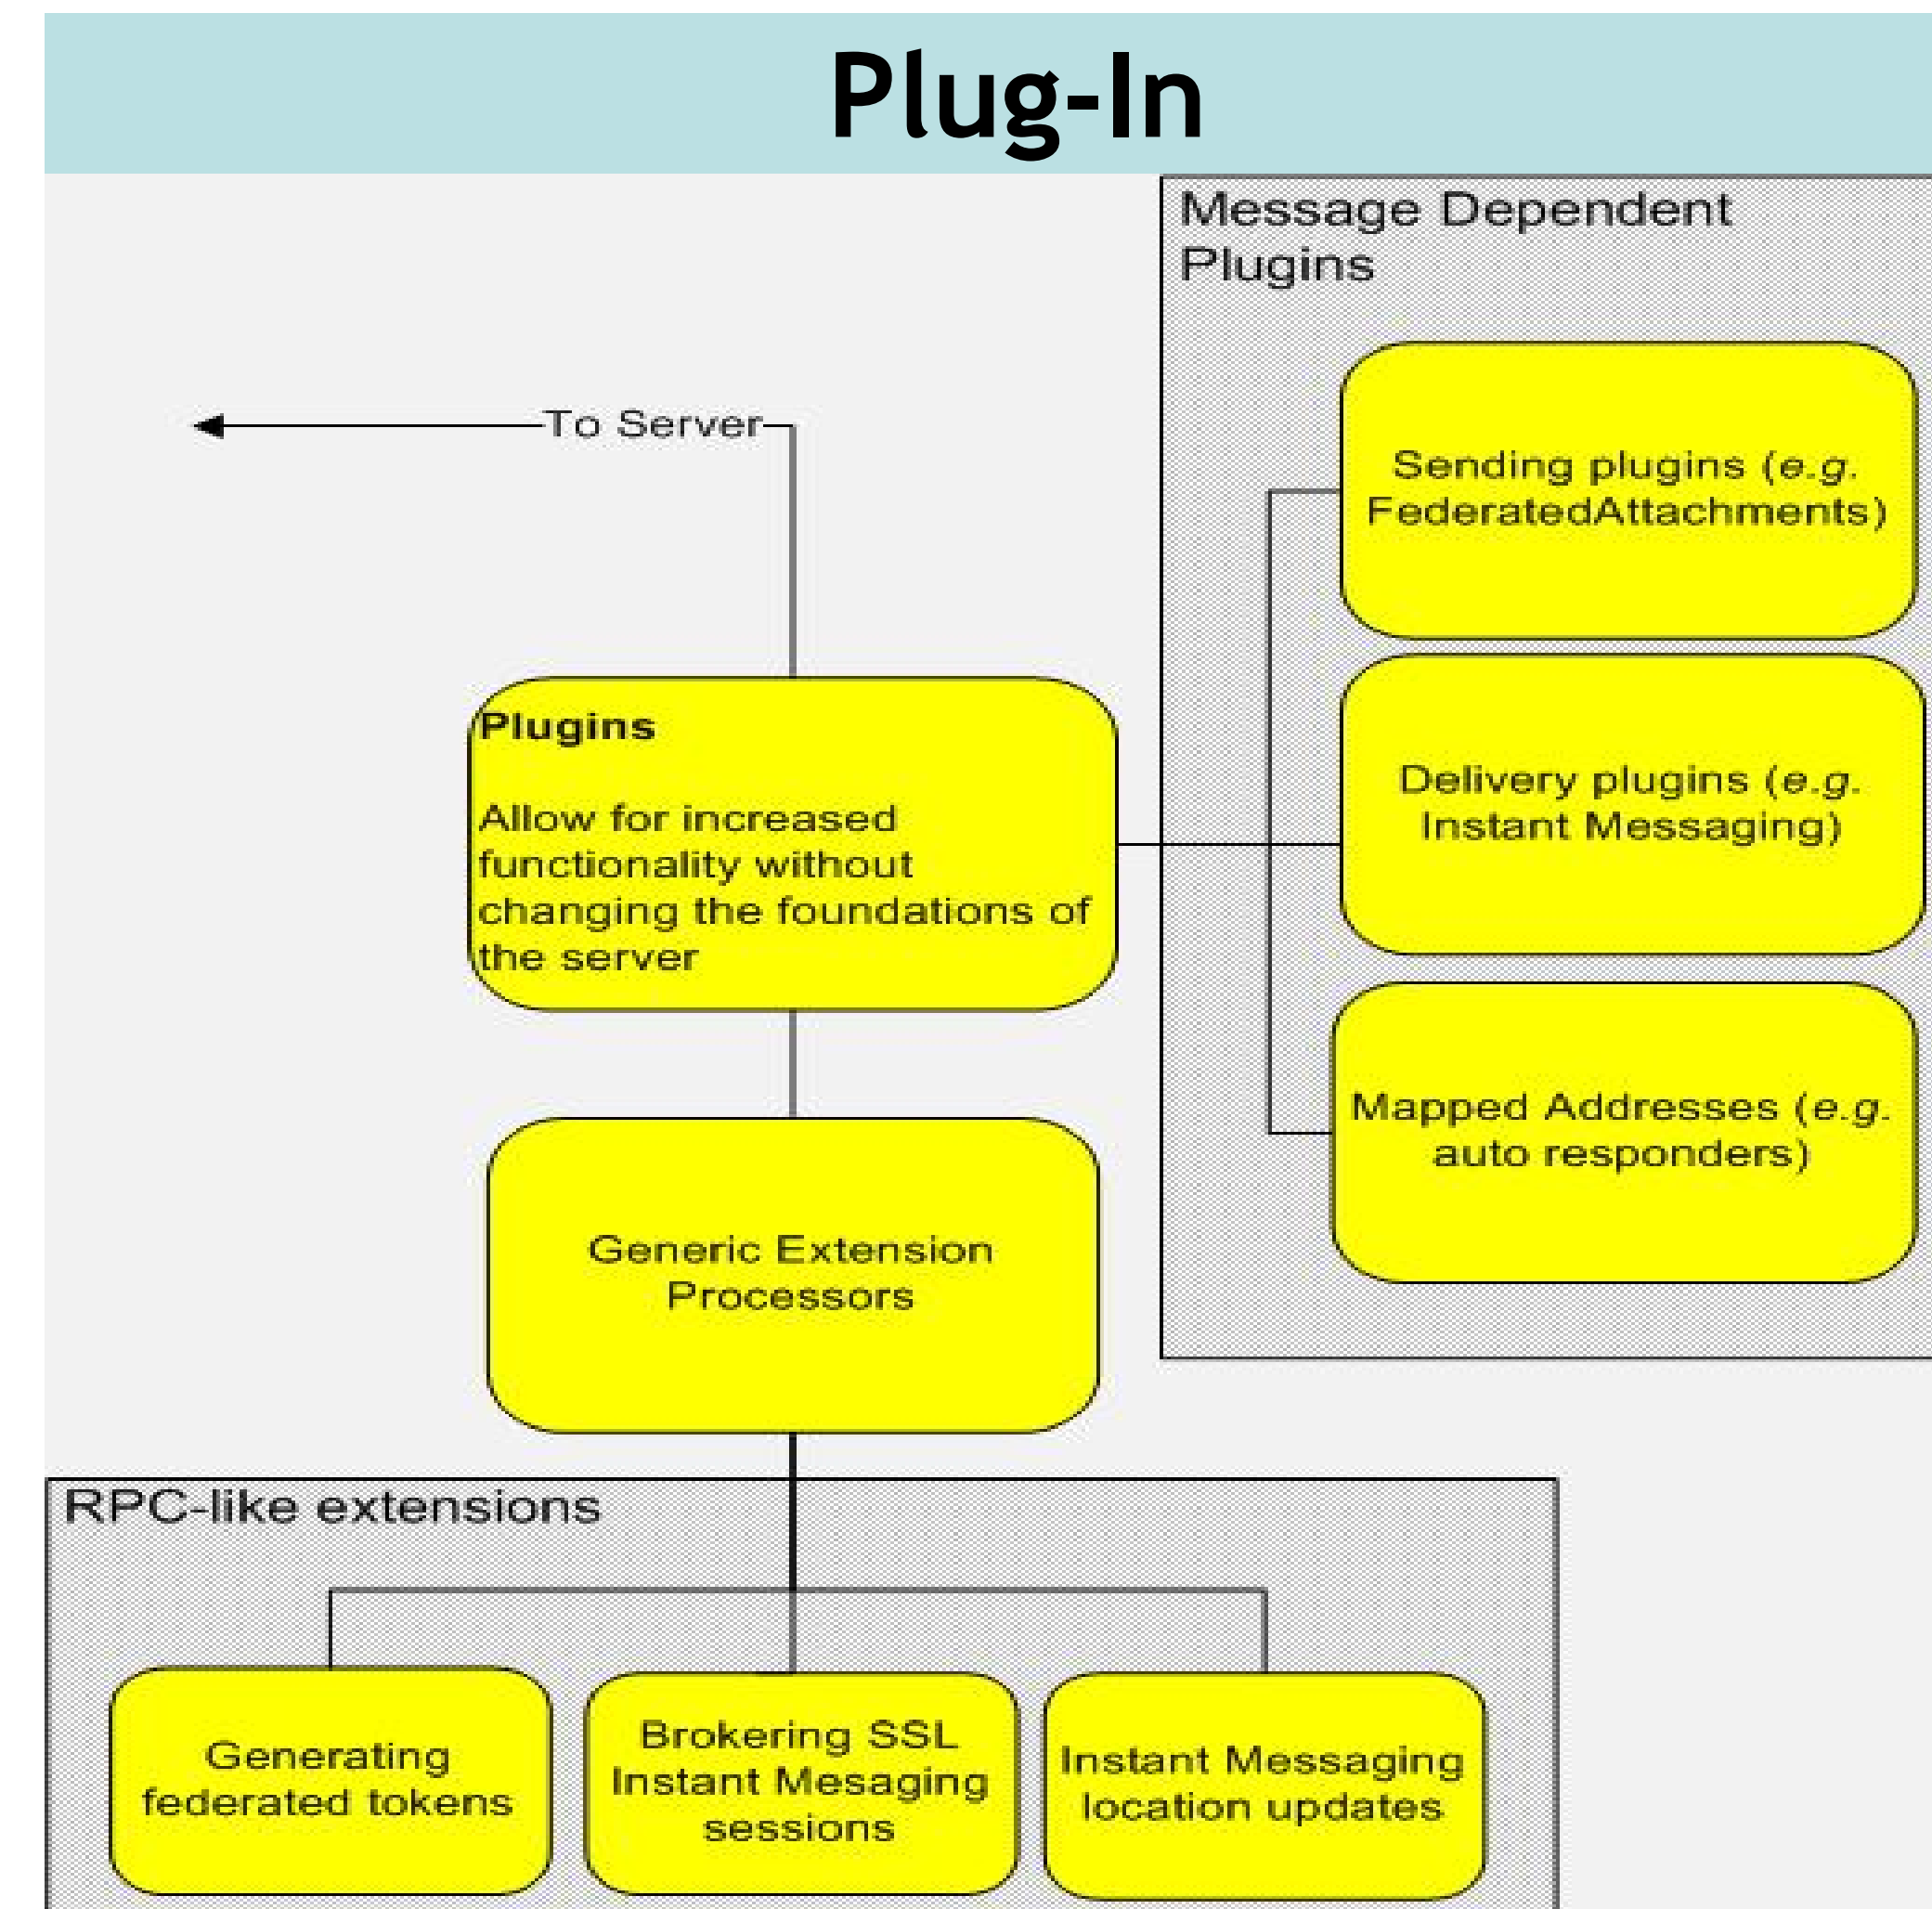 Plug-In
Message Dependent
Plugins
To Server
Sending plugins (e.g.
FederatedAttachments)
Plugins
Allow for increased
functionality without
changing the foundations of
the server
Delivery plugins (e.g.
Instant Messaging)
Mapped Addresses (e.g.
auto responders)
Generic Extension
Processors
RPC-like extensions
Generating
federated tokens
Brokering SSL
Instant Mesaging
sessions
Instant Messaging
location updates